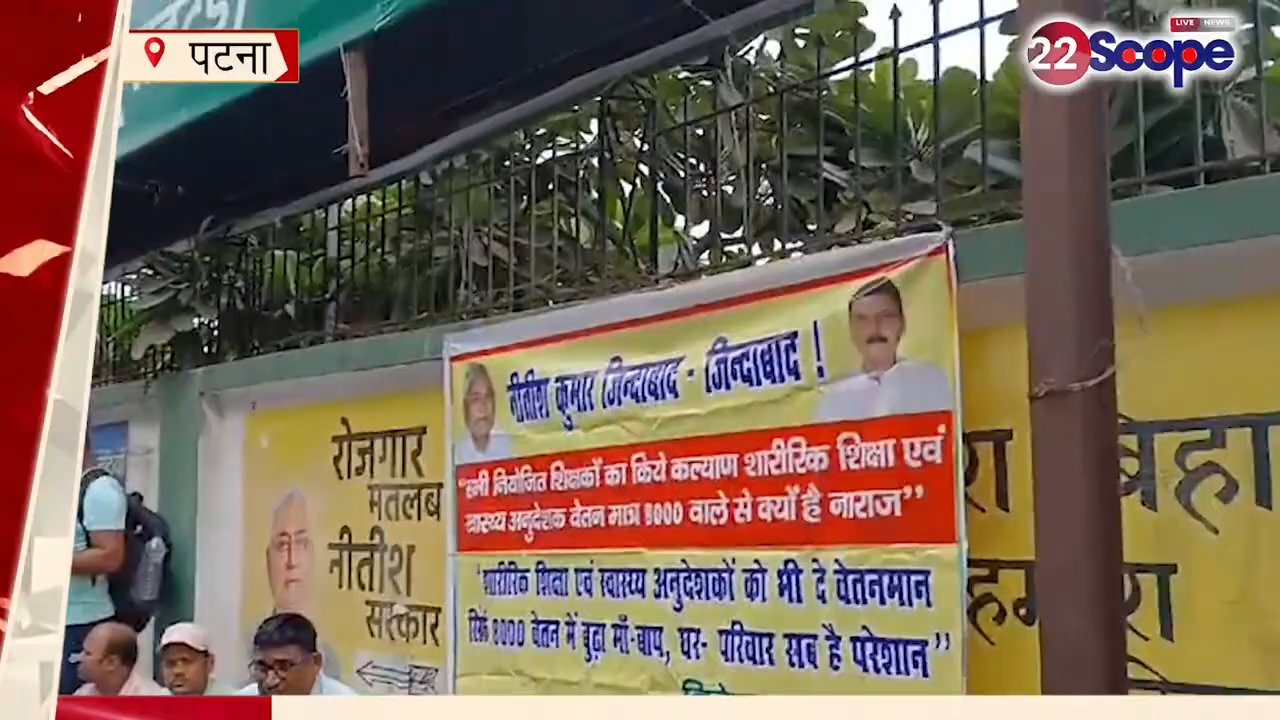 पटना
LIVE NEWS
22Scope
नीतीश कुमार जिन्दाबाद - जिन्दाबाद !
नियोजित शिक्षकों का किये कल्याण शारीरिक शिक्षा एवं
स्वास्थ्य अनुदेशक वेतन मात्र 8000 वाले से क्यों है नाराज”
“शारीरिक शिक्षा एवं स्वास्थ्य अनुदेशकों को भी दे वेतनमान
सिर्फ 8000 वेतन में बुढ़ा माँ-बाप, घर- परिवार सब है परेशान”
रोजगार
मतलब
नीतीश
सरकार